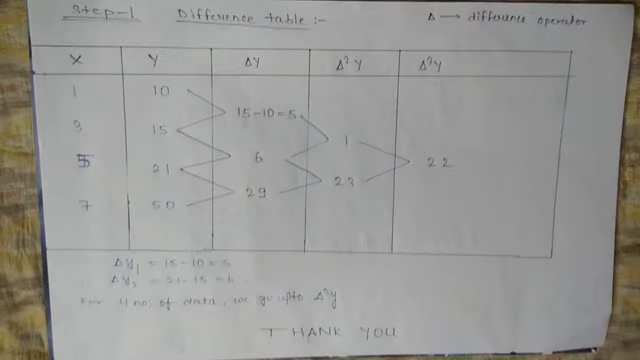 Step-1 Difference table :- Δ → difference operator
X Y ΔY Δ²Y Δ³Y
1 10
15-10=5
3 15
1
5 21 6 22
23
29
7 50
ΔY₁ = 15-10=5
ΔY₂ = 21-15=6
For 4 no. of data, we go upto Δ³Y
THANK YOU